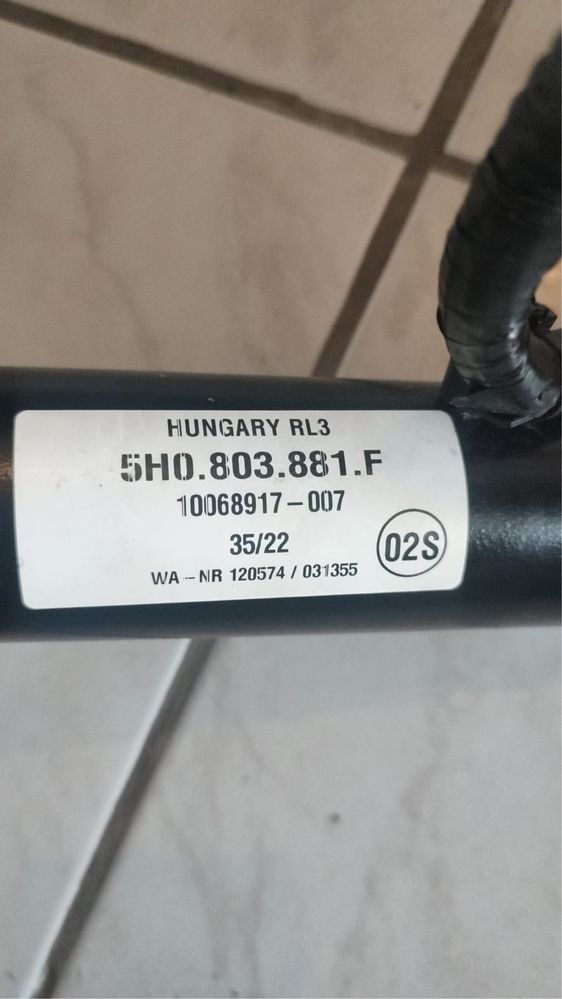 HUNGARY RL3
5H0.803.881.F
10068917-007
35/22
02S
WA-NR 120574 / 031355